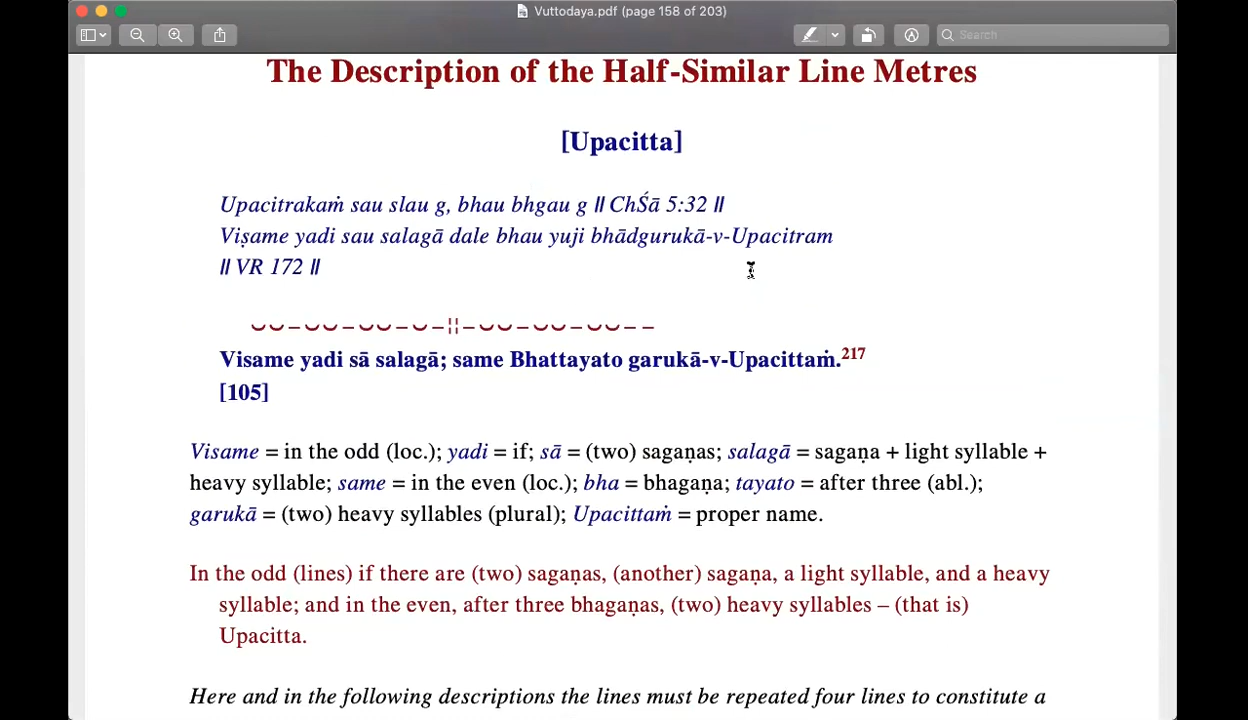 Vuttodaya.pdf (page 158 of 203)
Search
The Description of the Half-Similar Line Metres
[Upacitta]
Upacitrakaṁ sau slau g, bhau bhgau g ǁ ChŚā 5:32 ǁ
Viṣame yadi sau salagā dale bhau yuji bhādgurukā-v-Upacitram
ǁ VR 172 ǁ
⏑⏑−⏑⏑−⏑⏑−⏑−¦¦−⏑⏑−⏑⏑−⏑⏑−−
Visame yadi sā salagā; same Bhattayato garukā-v-Upacittaṁ.217
[105]
Visame = in the odd (loc.); yadi = if; sā = (two) sagaṇas; salagā = sagaṇa + light syllable +
heavy syllable; same = in the even (loc.); bha = bhagaṇa; tayato = after three (abl.);
garukā = (two) heavy syllables (plural); Upacittaṁ = proper name.
In the odd (lines) if there are (two) sagaṇas, (another) sagaṇa, a light syllable, and a heavy
syllable; and in the even, after three bhagaṇas, (two) heavy syllables – (that is)
Upacitta.
Here and in the following descriptions the lines must be repeated four lines to constitute a